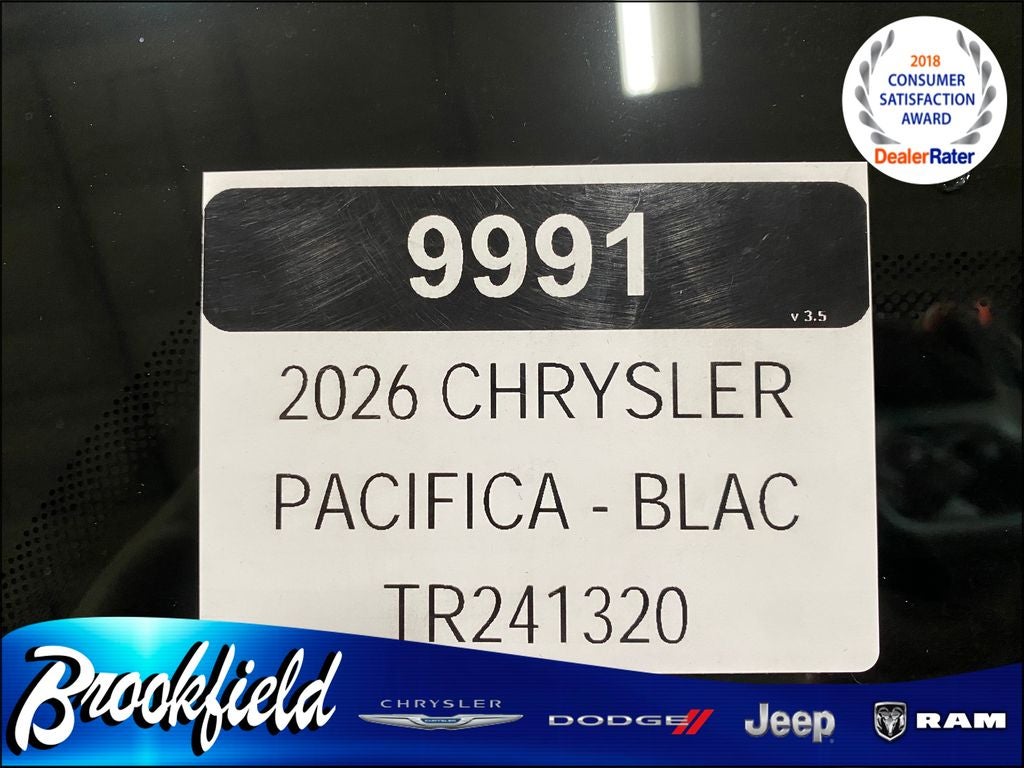 2018
CONSUMER
SATISFACTION
AWARD
DealerRater
9991
v 3.5
2026 CHRYSLER
PACIFICA - BLAC
TR241320
Brookfield
CHRYSLER
DODGE
Jeep
RAM